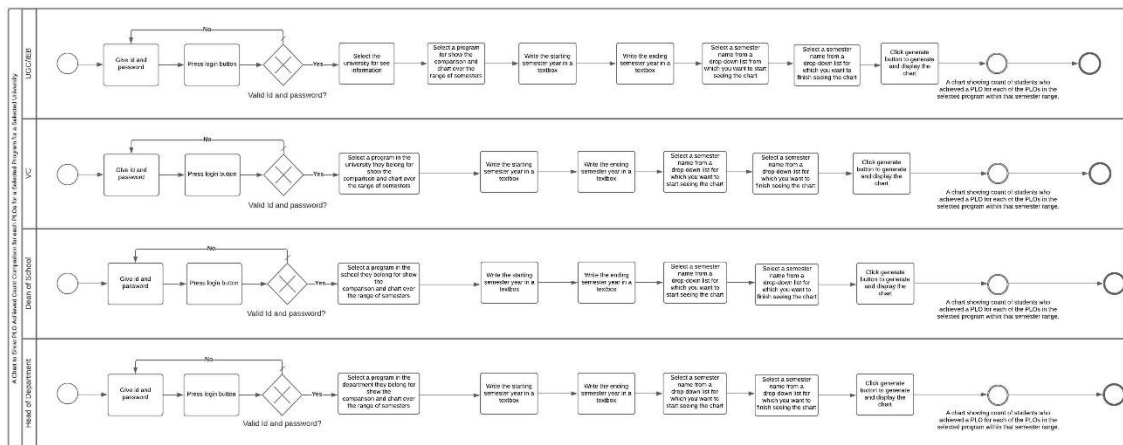 A Chart to Show PLO Achieved Count Comparison for each PLOs for a Selected Program for a Selected University
UGC/IEB
No
Give id and
password
Press login button
Valid Id and password?
Yes
Select the
university for see
information
Select a program
for show the
comparison and
chart over the
range of semesters
Write the starting
semester year in a
textbox
Write the ending
semester year in a
textbox
Select a semester
name from a
drop-down list from
which you want to start
seeing the chart
Select a semester
name from a
drop-down list for
which you want to
finish seeing the chart
Click generate
button to generate
and display the
chart
A chart showing count of students who
achieved a PLO for each of the PLOs in the
selected program within that semester range.
VC
No
Give id and
password
Press login button
Valid Id and password?
Yes
Select a program in the
university they belong for
show the
comparison and chart over
the range of semesters
Write the starting
semester year in a
textbox
Write the ending
semester year in a
textbox
Select a semester
name from a
drop-down list for
which you want to
start seeing the chart
Select a semester
name from a
drop-down list for
which you want to
finish seeing the chart
Click generate
button to generate
and display the
chart
A chart showing count of students who
achieved a PLO for each of the PLOs in the
selected program within that semester range.
Dean of School
No
Give id and
password
Press login button
Valid Id and password?
Yes
Select a program in the
school they belong for show
the
comparison and chart over
the range of semesters
Write the starting
semester year in a
textbox
Write the ending
semester year in a
textbox
Select a semester
name from a
drop-down list for
which you want to
start seeing the chart
Select a semester
name from a
drop-down list for
which you want to
finish seeing the chart
Click generate
button to generate
and display the
chart
A chart showing count of students who
achieved a PLO for each of the PLOs in the
selected program within that semester range.
Head of Department
No
Give id and
password
Press login button
Valid Id and password?
Yes
Select a program in the
department they belong for
show the
comparison and chart over
the range of semesters
Write the starting
semester year in a
textbox
Write the ending
semester year in a
textbox
Select a semester
name from a
drop-down list for
which you want to
start seeing the chart
Select a semester
name from a
drop-down list for
which you want to
finish seeing the chart
Click generate
button to generate
and display the
chart
A chart showing count of students who
achieved a PLO for each of the PLOs in the
selected program within that semester range.